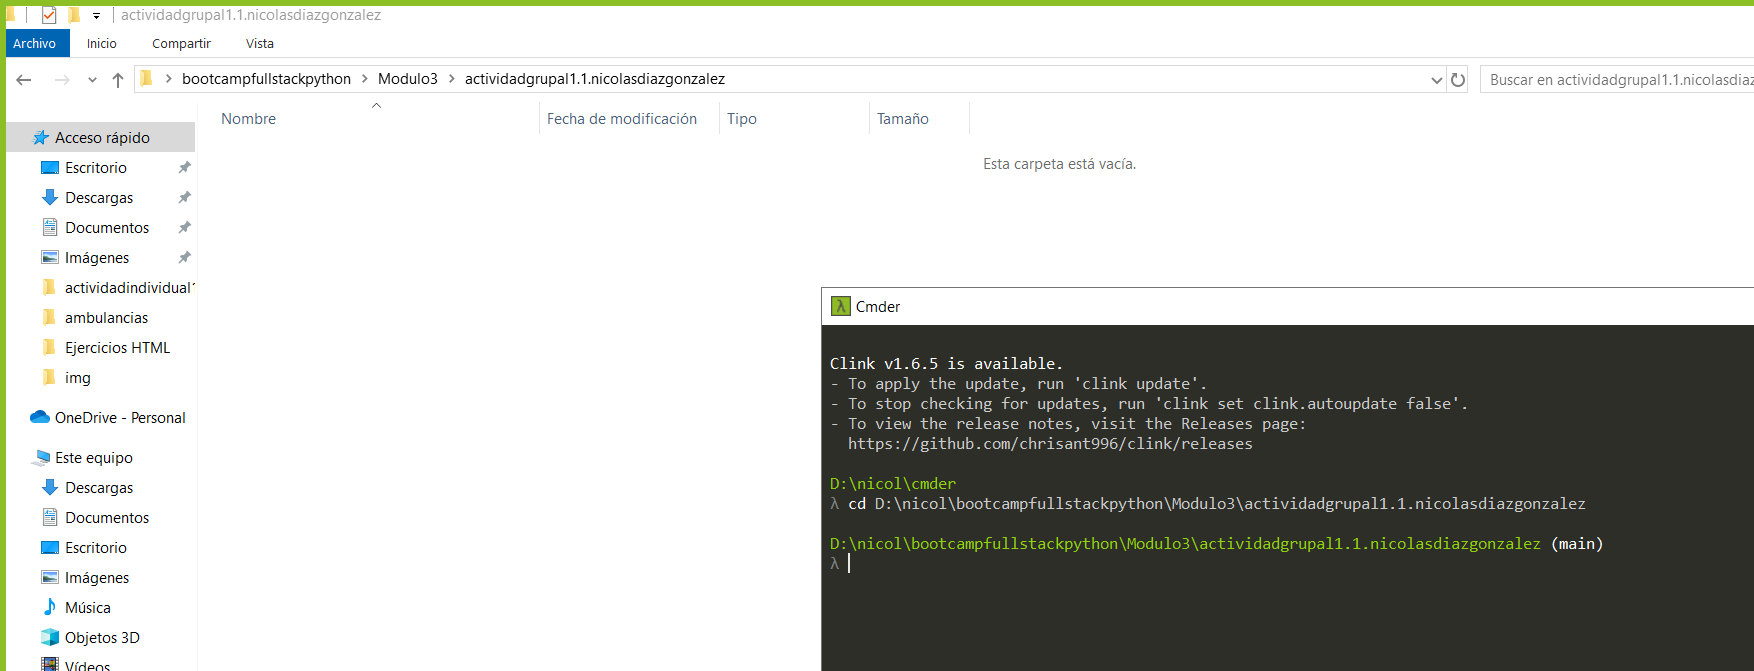 actividadgrupal1.1.nicolasdiazgonzalez
Archivo Inicio Compartir Vista
bootcampfullstackpython Modulo3 actividadgrupal1.1.nicolasdiazgonzalez
Buscar en actividadgrupal1.1.nicolasdiaz
Nombre Fecha de modificación Tipo Tamaño
Esta carpeta está vacía.
Acceso rápido
Escritorio
Descargas
Documentos
Imágenes
actividadindividual1
ambulancias
Ejercicios HTML
img
OneDrive - Personal
Este equipo
Descargas
Documentos
Escritorio
Imágenes
Música
Objetos 3D
Vídeos
λ Cmder
Clink v1.6.5 is available.
- To apply the update, run 'clink update'.
- To stop checking for updates, run 'clink set clink.autoupdate false'.
- To view the release notes, visit the Releases page:
https://github.com/chrisant996/clink/releases
D:\nicol\cmder
λ cd D:\nicol\bootcampfullstackpython\Modulo3\actividadgrupal1.1.nicolasdiazgonzalez
D:\nicol\bootcampfullstackpython\Modulo3\actividadgrupal1.1.nicolasdiazgonzalez (main)
λ